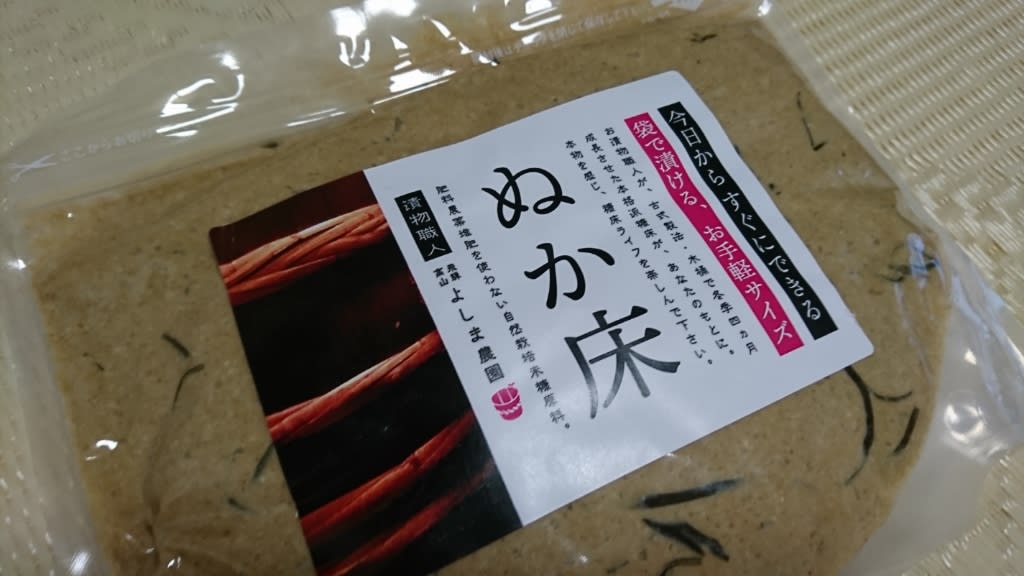 今日からすぐにできる
袋で漬ける、お手軽サイズ
お漬物職人が、古式製法、木桶で冬季四ヵ月
成長させた本格派糠床が、あなたのもとに。
本物を感じ、糠床ライフを楽しんで下さい。
ぬか床
肥料農薬堆肥を使わない自然栽培米糠原料。
漬物職人
富山
よしま農園